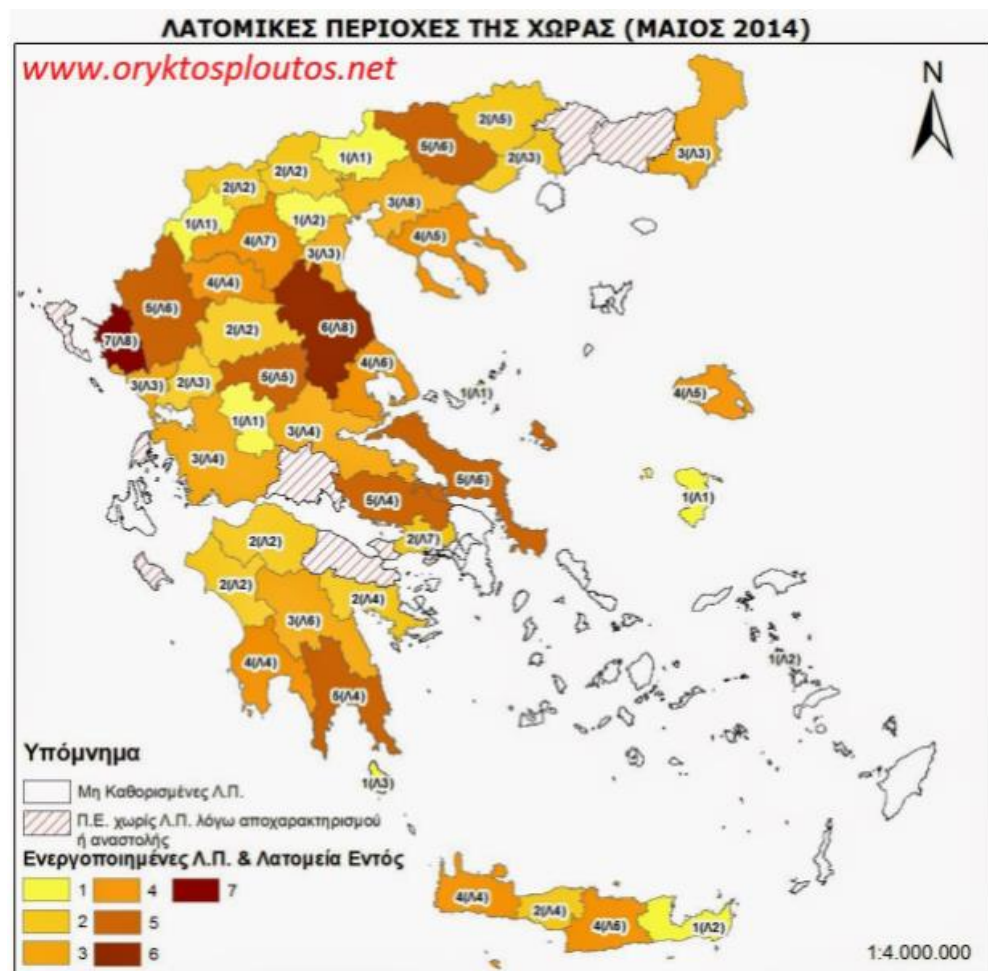 ΛΑΤΟΜΙΚΕΣ ΠΕΡΙΟΧΕΣ ΤΗΣ ΧΩΡΑΣ (ΜΑΙΟΣ 2014)
www.oryktosploutos.net
N
2(Λ5)
5(Λ6)
1(Λ1)
2(Λ3)
3(Λ3)
2(Λ2)
2(Λ2)
3(Λ8)
1(Λ2)
1(Λ1)
4(Λ5)
4(Λ7)
3(Λ3)
4(Λ4)
5(Λ6)
6(Λ8)
2(Λ2)
7(Λ8)
4(Λ6)
5(Λ5)
3(Λ3)
2(Λ3)
1(Λ1)
4(Λ5)
1(Λ1)
3(Λ4)
3(Λ4)
5(Λ6)
1(Λ1)
5(Λ4)
2(Λ7)
2(Λ2)
2(Λ2)
2(Λ4)
3(Λ6)
4(Λ4)
1(Λ2)
5(Λ4)
1(Λ3)
Υπόμνημα
Μη Καθορισμένες Λ.Π.
Π.Ε. χωρίς Λ.Π. λόγω αποχαρακτηρισμού
ή αναστολής
Ενεργοποιημένες Λ.Π. & Λατομεία Εντός
1 4 7
2 5
3 6
4(Λ4)
2(Λ4)
4(Λ6)
1(Λ2)
1:4.000.000